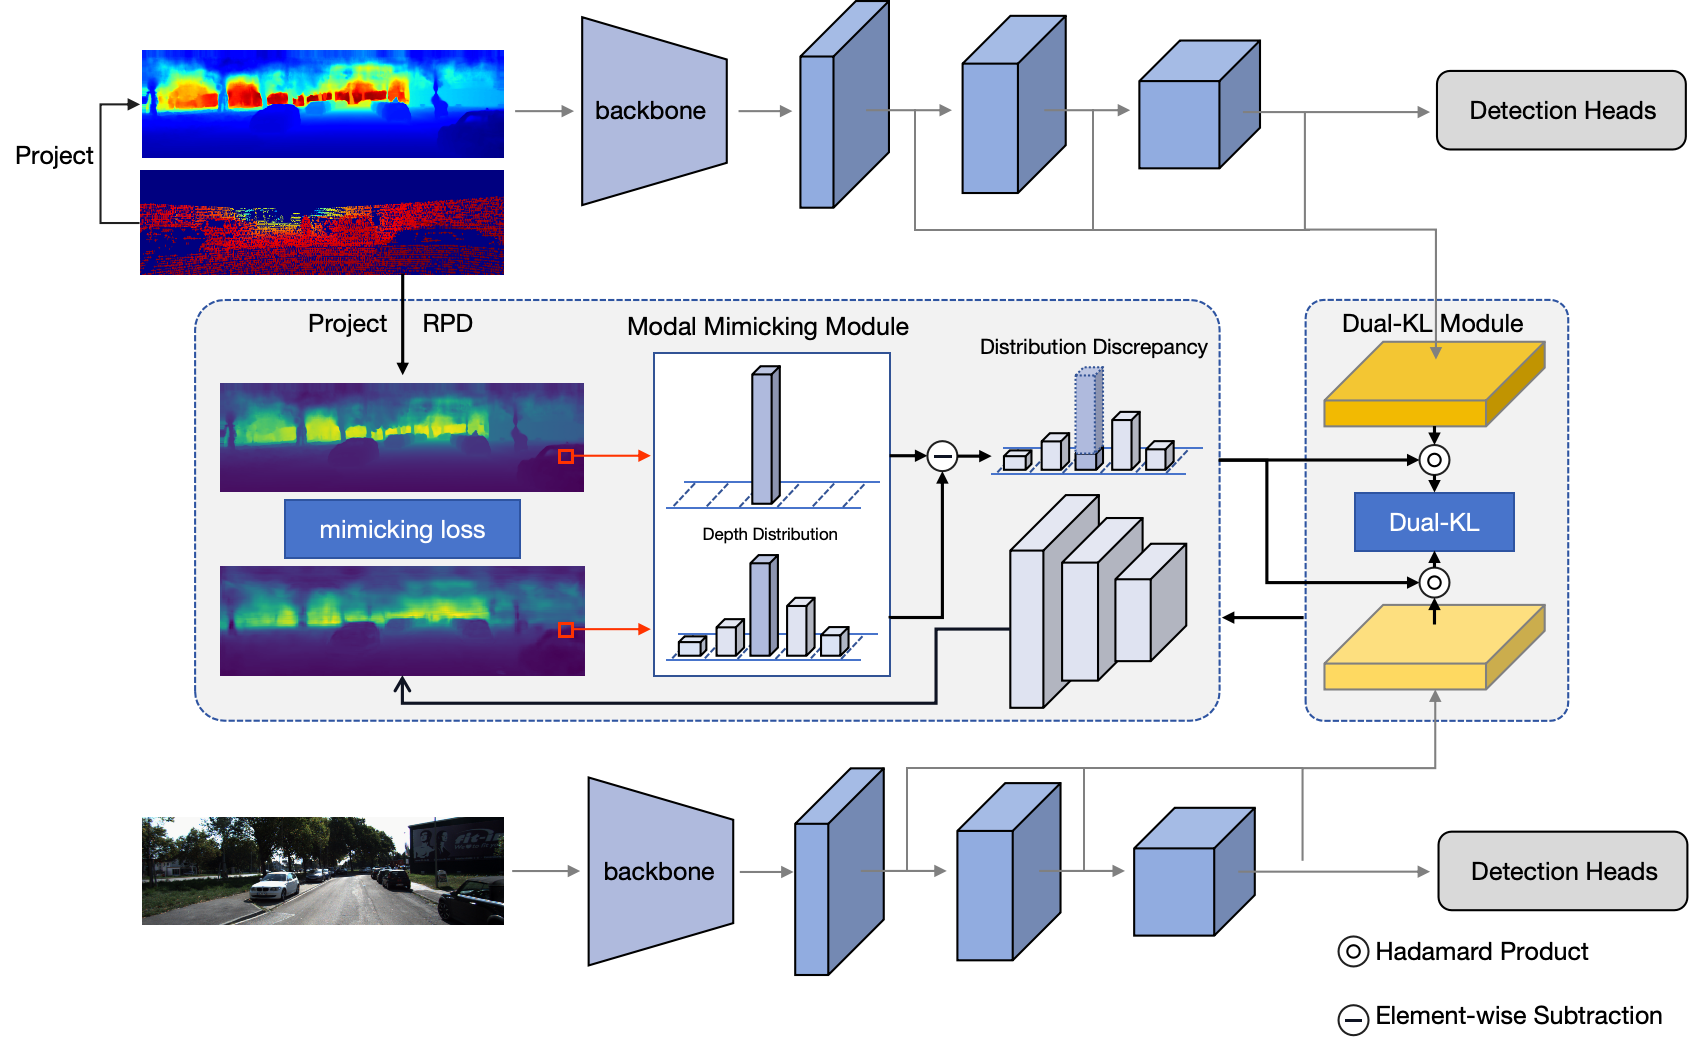 Project
backbone
Detection Heads
Project
RPD
Modal Mimicking Module
Distribution Discrepancy
Dual-KL Module
mimicking loss
Depth Distribution
Dual-KL
backbone
Detection Heads
Hadamard Product
Element-wise Subtraction